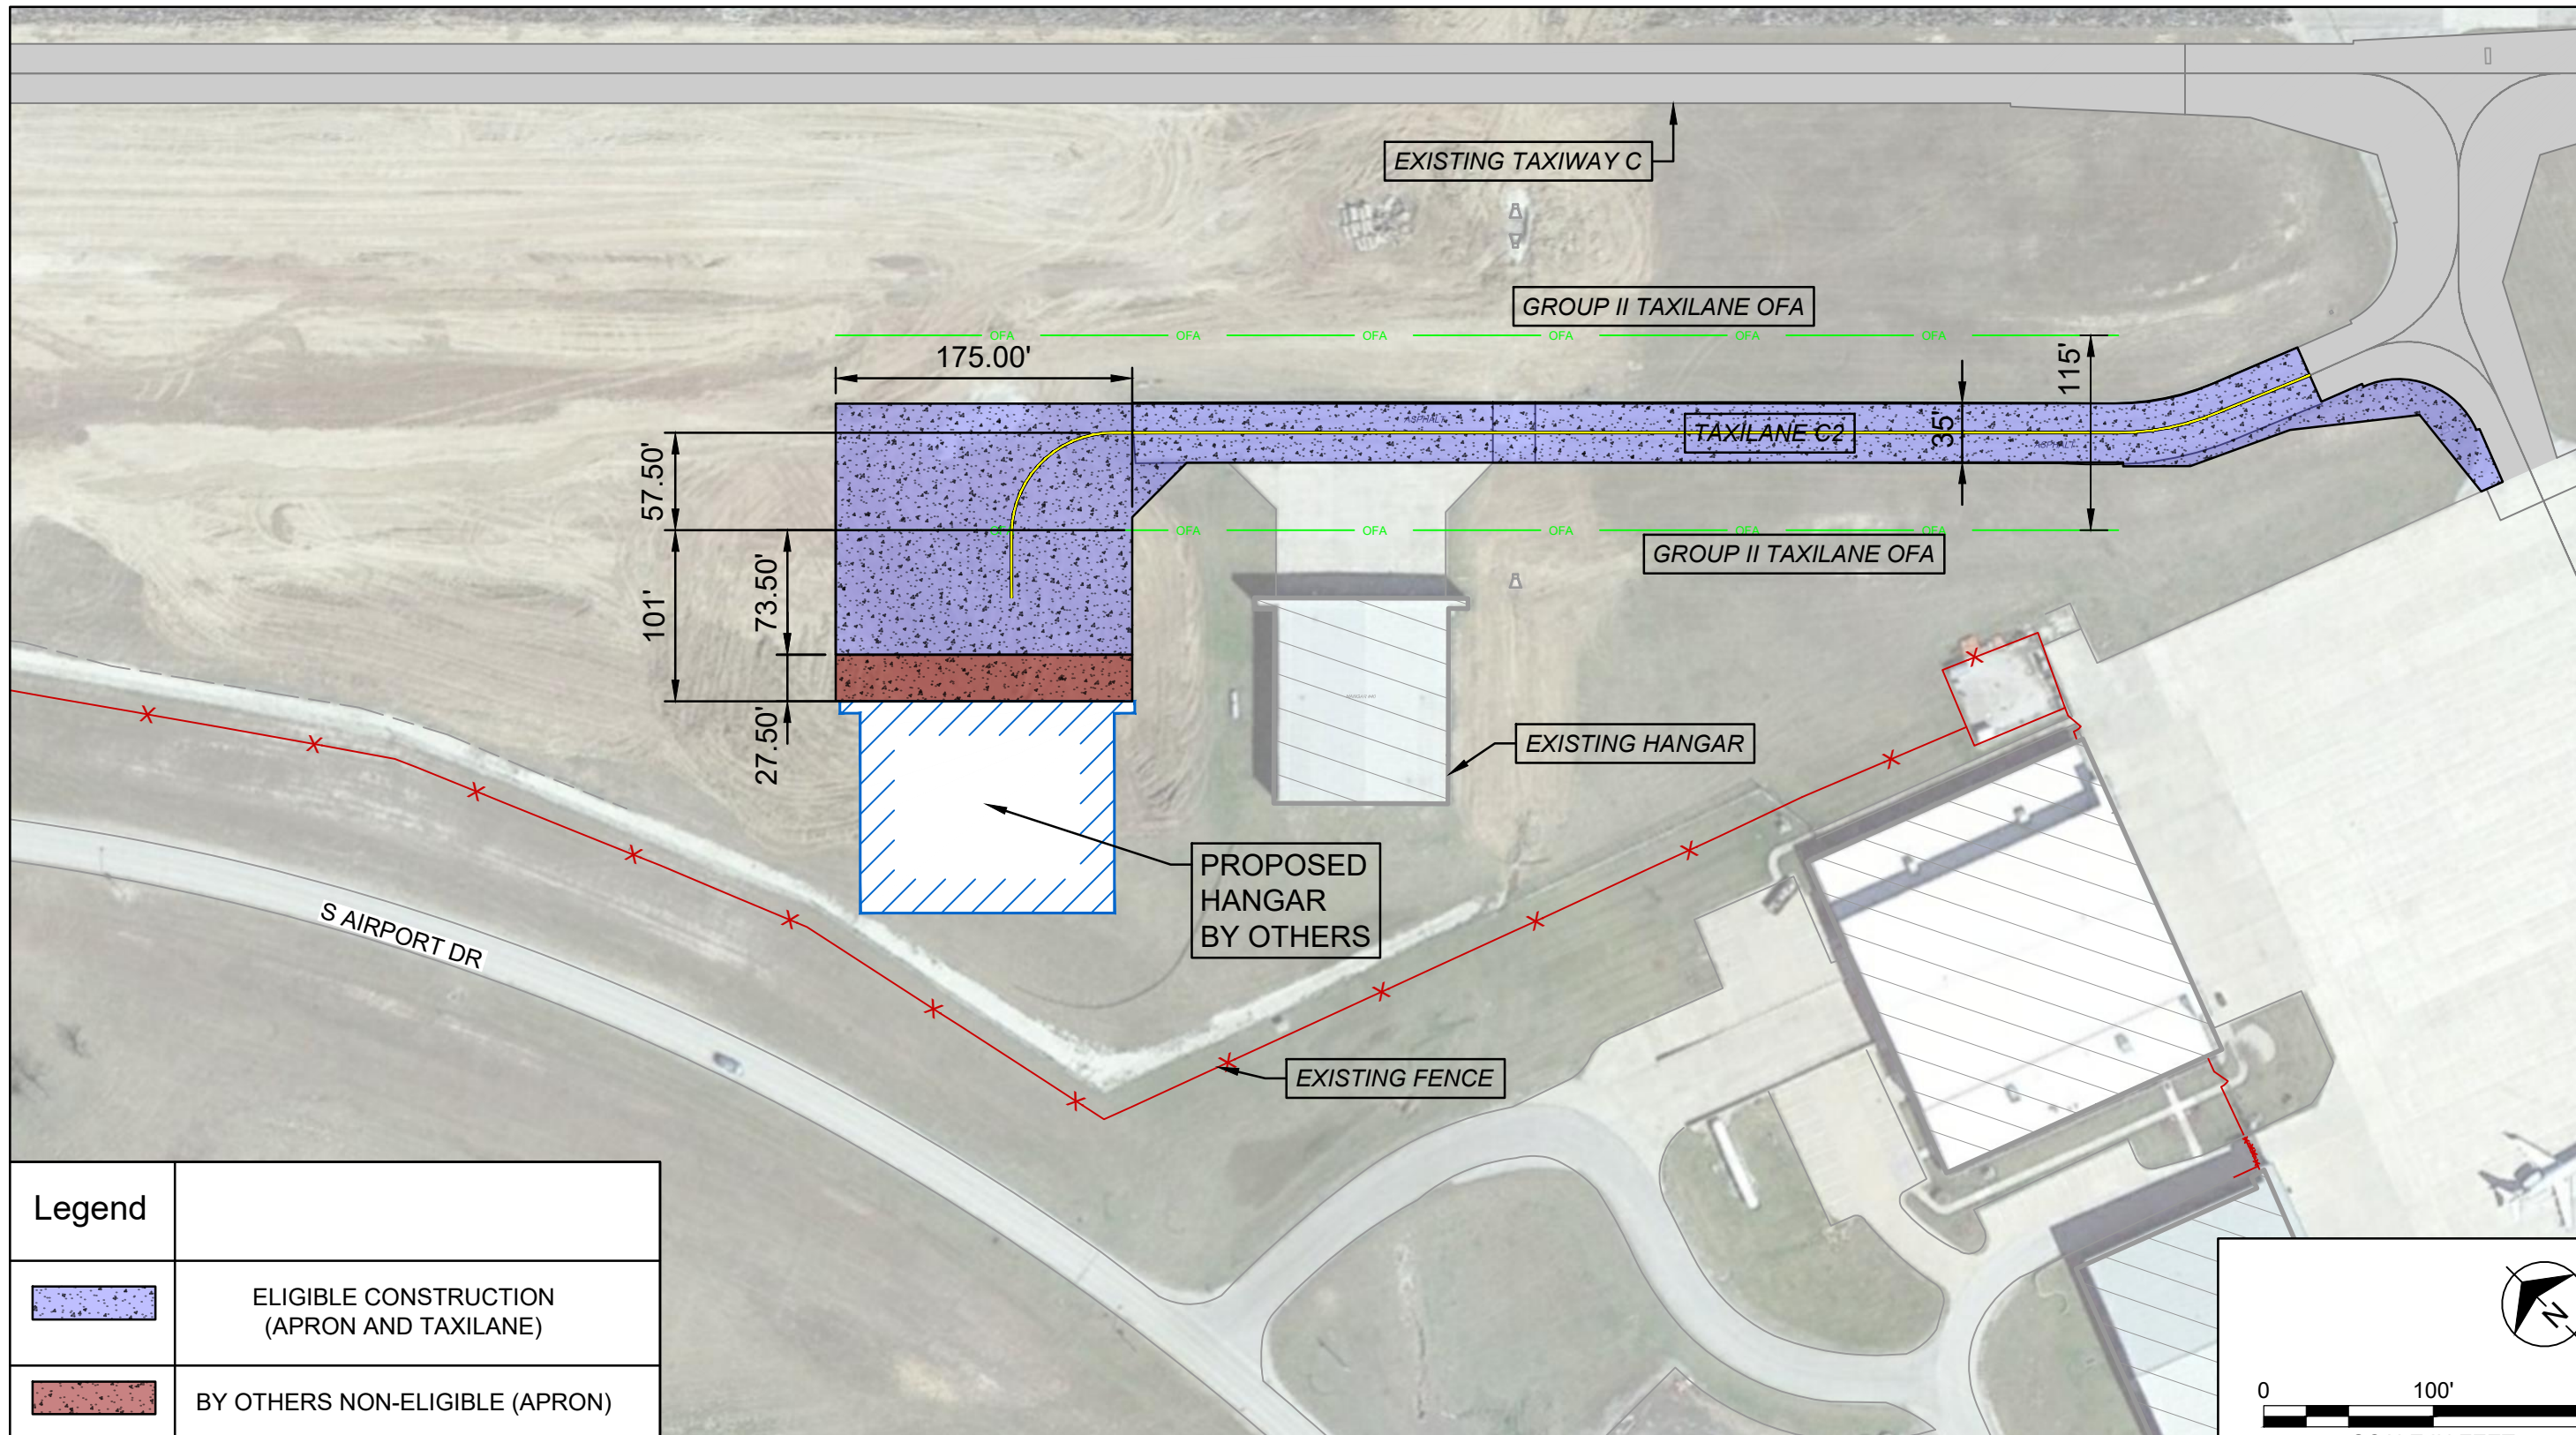 EXISTING TAXIWAY C
GROUP II TAXILANE OFA
OFA
OFA
OFA
OFA
OFA
OFA
175.00'
115'
ASPHALT
TAXILANE C2
35'
ASPHALT
57.50'
OFA
OFA
OFA
OFA
OFA
GROUP II TAXILANE OFA
101'
73.50'
27.50'
EXISTING HANGAR
PROPOSED
HANGAR
BY OTHERS
S AIRPORT DR
EXISTING FENCE
Legend
ELIGIBLE CONSTRUCTION
(APRON AND TAXILANE)
BY OTHERS NON-ELIGIBLE (APRON)
N
0 100'